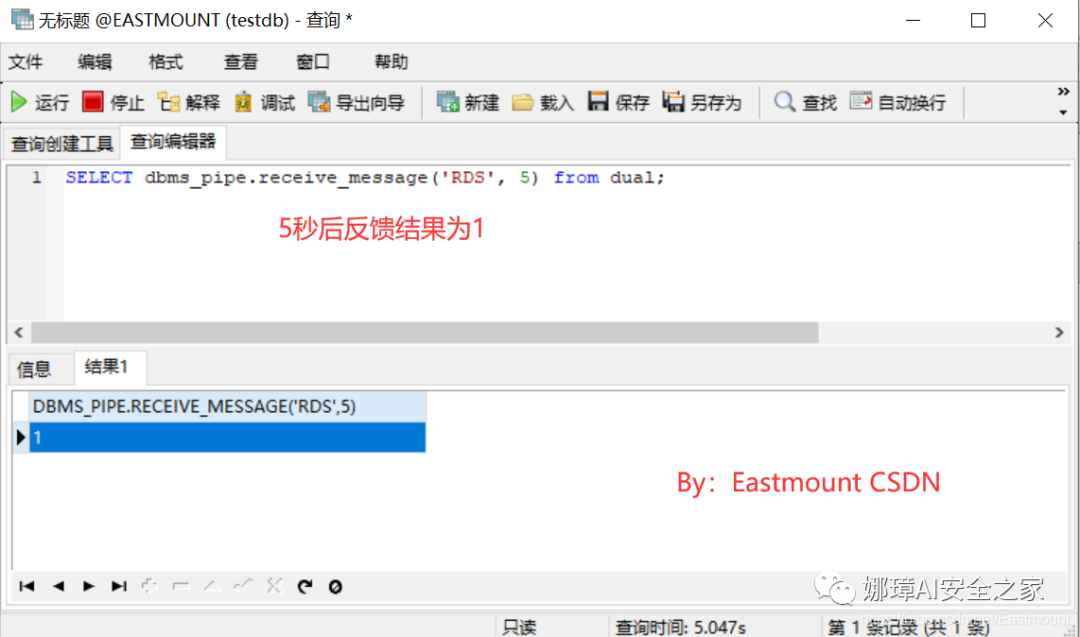 无标题 @EASTMOUNT (testdb) - 查询 *
文件 编辑 格式 查看 窗口 帮助
运行 停止 解释 调试 导出向导 新建 载入 保存 另存为 查找 自动换行
查询创建工具 查询编辑器
1 SELECT dbms_pipe.receive_message('RDS', 5) from dual;
5秒后反馈结果为1
信息 结果1
DBMS_PIPE.RECEIVE_MESSAGE('RDS',5)
1
By：Eastmount CSDN
娜璋AI安全之家
只读 查询时间: 5.047s 第 1 条记录 (共 1 条)